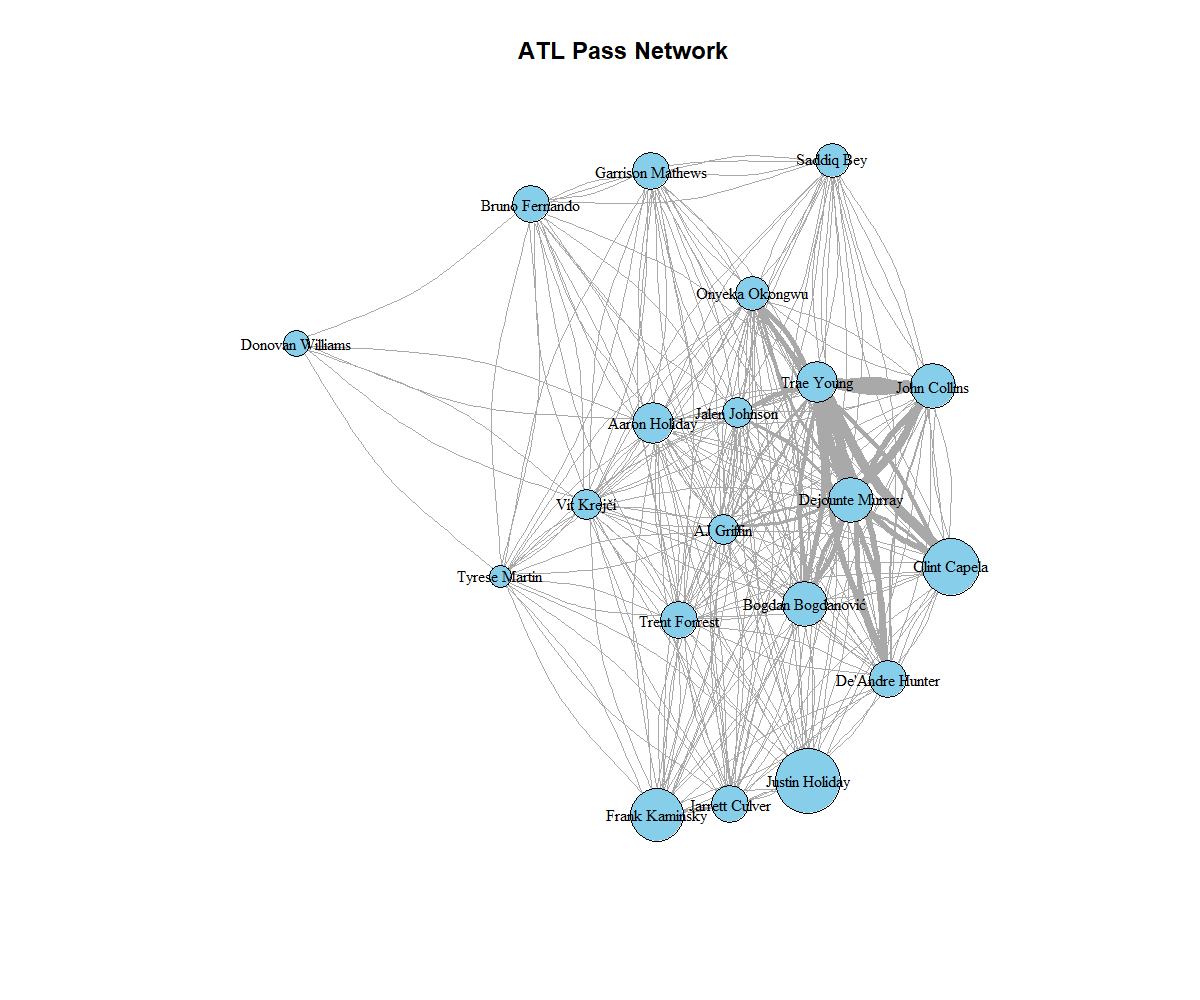 ATL Pass Network
Saddiq Bey
Garrison Mathews
Bruno Fernando
Onyeka Okongwu
Donovan Williams
Trae Young
John Collins
Jalen Johnson
Aaron Holiday
Dejounte Murray
Vít Krejčí
AJ Griffin
Clint Capela
Tyrese Martin
Bogdan Bogdanović
Trent Forrest
De'Andre Hunter
Justin Holiday
Jarrett Culver
Frank Kaminsky